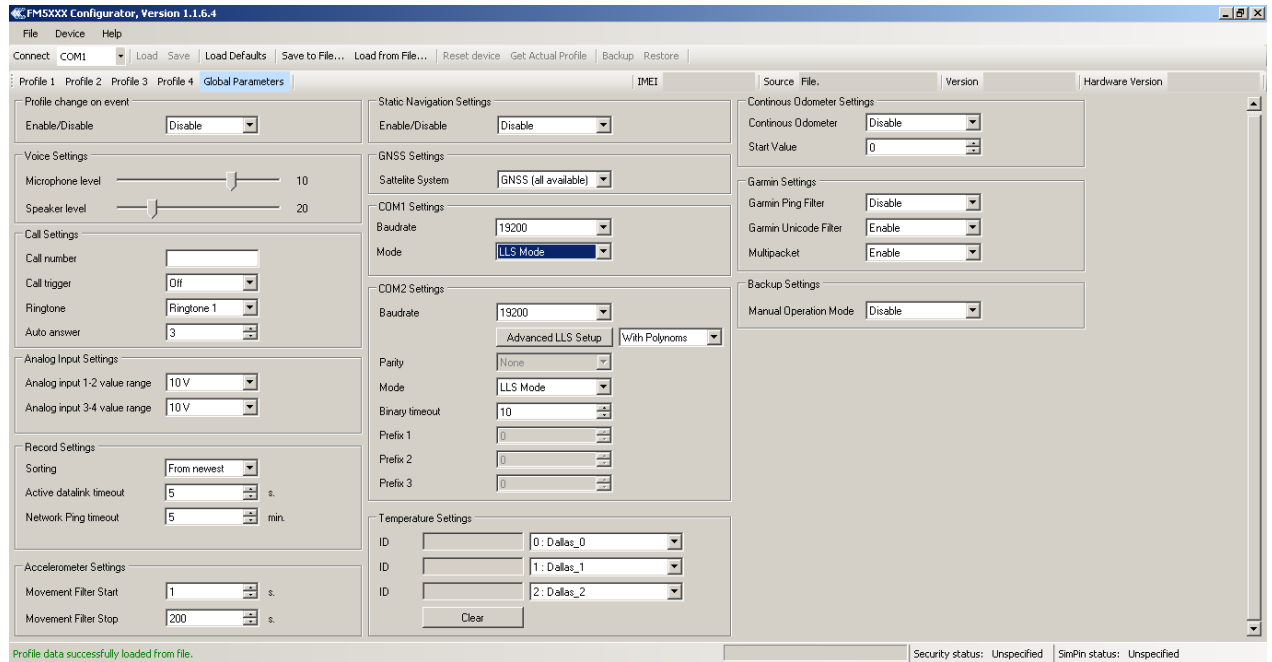 FM5XXX Configurator, Version 1.1.6.4
File Device Help
Connect COM1 Load Save Load Defaults Save to File... Load from File... Reset device Get Actual Profile Backup Restore
Profile 1 Profile 2 Profile 3 Profile 4 Global Parameters IMEI Source File. Version Hardware Version
Profile change on event
Enable/Disable Disable
Voice Settings
Microphone level 10
Speaker level 20
Call Settings
Call number
Call trigger Off
Ringtone Ringtone 1
Auto answer 3
Analog Input Settings
Analog input 1-2 value range 10 V
Analog input 3-4 value range 10 V
Record Settings
Sorting From newest
Active datalink timeout 5 s.
Network Ping timeout 5 min.
Accelerometer Settings
Movement Filter Start 1 s.
Movement Filter Stop 200 s.
Static Navigation Settings
Enable/Disable Disable
GNSS Settings
Sattelite System GNSS (all available)
COM1 Settings
Baudrate 19200
Mode LLS Mode
COM2 Settings
Baudrate 19200
Advanced LLS Setup With Polynoms
Parity None
Mode LLS Mode
Binary timeout 10
Prefix 1 0
Prefix 2 0
Prefix 3 0
Temperature Settings
ID 0 : Dallas_0
ID 1 : Dallas_1
ID 2 : Dallas_2
Clear
Continous Odometer Settings
Continous Odometer Disable
Start Value 0
Garmin Settings
Garmin Ping Filter Disable
Garmin Unicode Filter Enable
Multipacket Enable
Backup Settings
Manual Operation Mode Disable
Profile data successfully loaded from file. Security status: Unspecified SimPin status: Unspecified